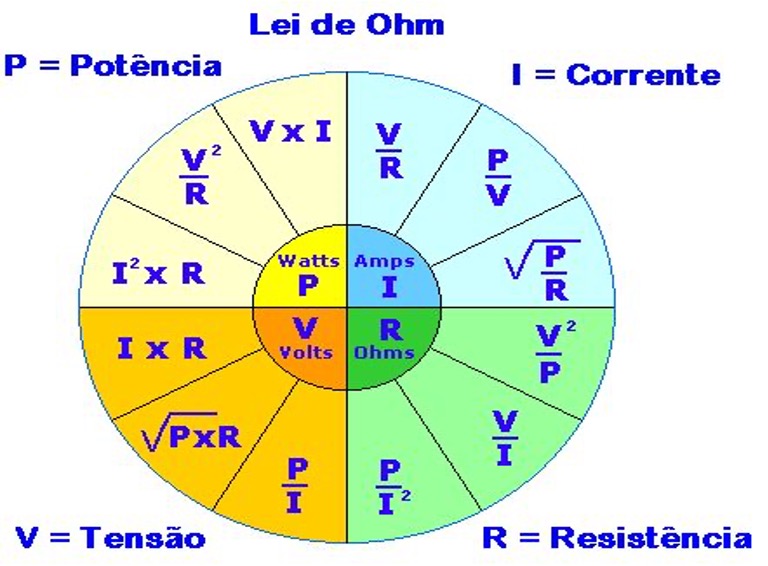 Lei de Ohm
P = Potência
I = Corrente
V x I
V/R
V²/R
P/V
I² x R
√P/R
Watts
P
Amps
I
V
Volts
R
Ohms
I x R
V²/P
√PxR
V/I
P/I
P/I²
V = Tensão
R = Resistência